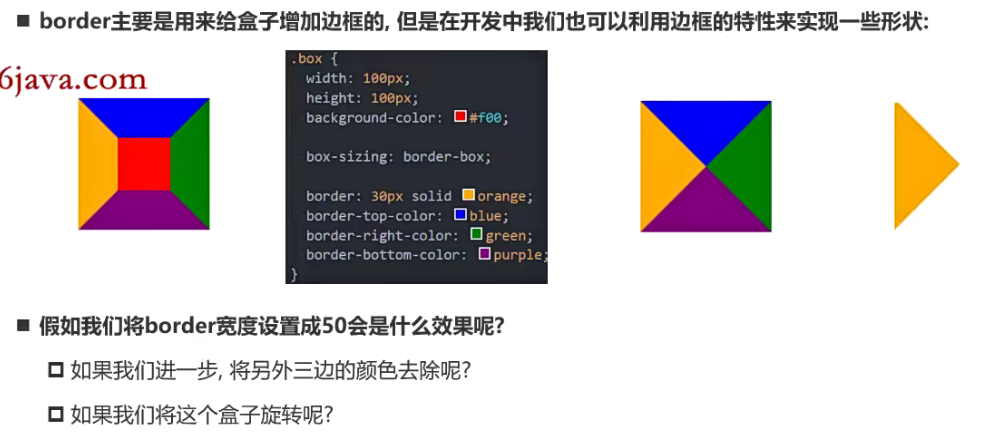 border主要是用来给盒子增加边框的, 但是在开发中我们也可以利用边框的特性来实现一些形状:
6java.com
.box {
width: 100px;
height: 100px;
background-color: #f00;
box-sizing: border-box;
border: 30px solid orange;
border-top-color: blue;
border-right-color: green;
border-bottom-color: purple;
}
假如我们将border宽度设置成50会是什么效果呢?
如果我们进一步, 将另外三边的颜色去除呢?
如果我们将这个盒子旋转呢?